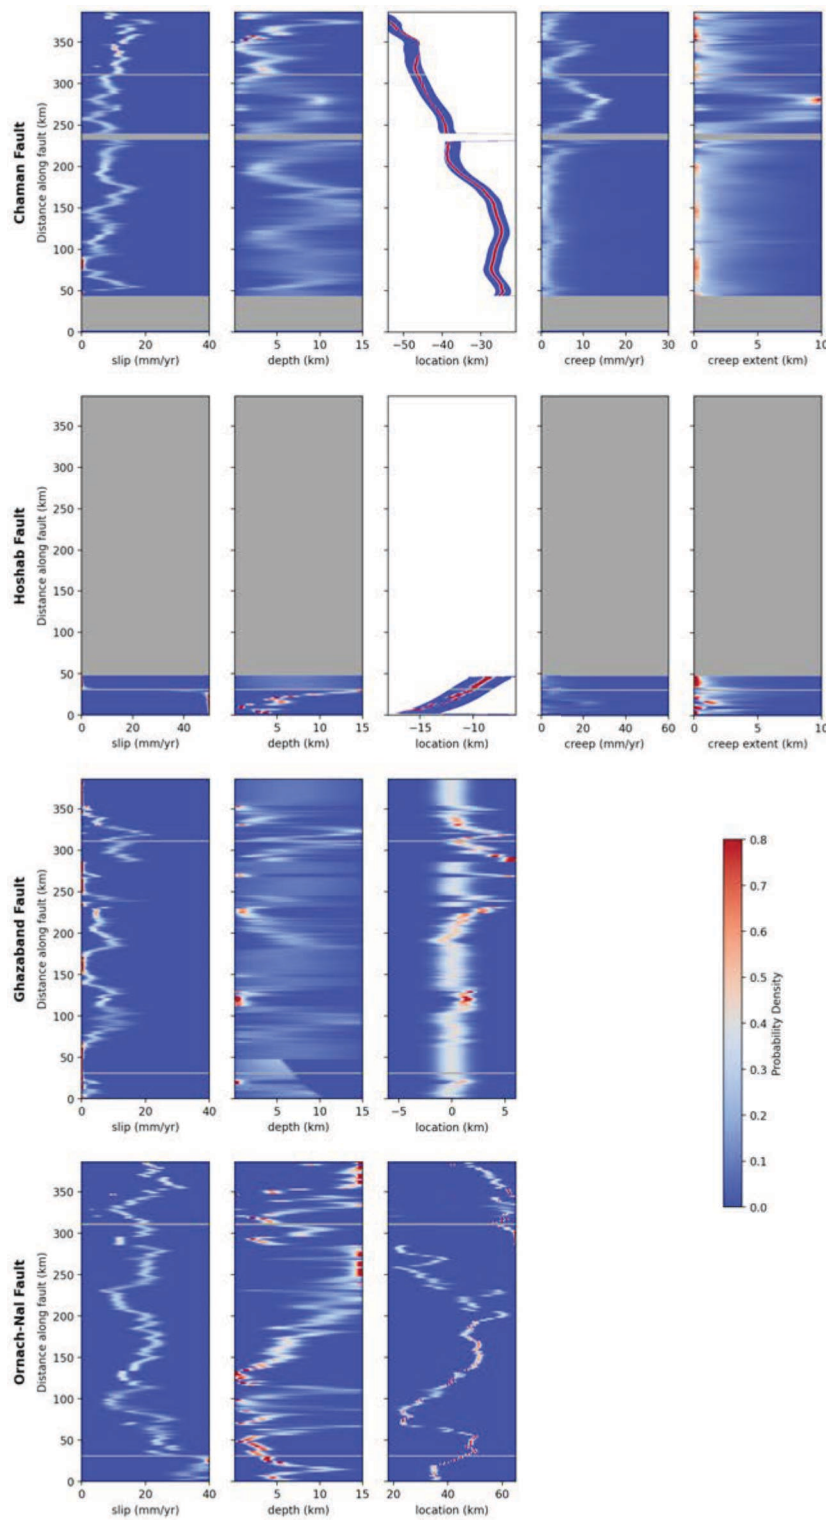 Chaman Fault
Distance along fault (km)
350
300
250
200
150
100
50
0
0 20 40
slip (mm/yr)
5 10 15
depth (km)
−50 −40 −30
location (km)
0 10 20 30
creep (mm/yr)
0 5 10
creep extent (km)
Hoshab Fault
Distance along fault (km)
350
300
250
200
150
100
50
0
0 20 40
slip (mm/yr)
5 10 15
depth (km)
−15 −10
location (km)
0 20 40 60
creep (mm/yr)
0 5 10
creep extent (km)
Ghazaband Fault
Distance along fault (km)
350
300
250
200
150
100
50
0
0 20 40
slip (mm/yr)
5 10 15
depth (km)
−5 0 5
location (km)
0.8
0.7
0.6
0.5
0.4
0.3
0.2
0.1
0.0
Probability Density
Ornach-Nal Fault
Distance along fault (km)
350
300
250
200
150
100
50
0
0 20 40
slip (mm/yr)
5 10 15
depth (km)
20 40 60
location (km)